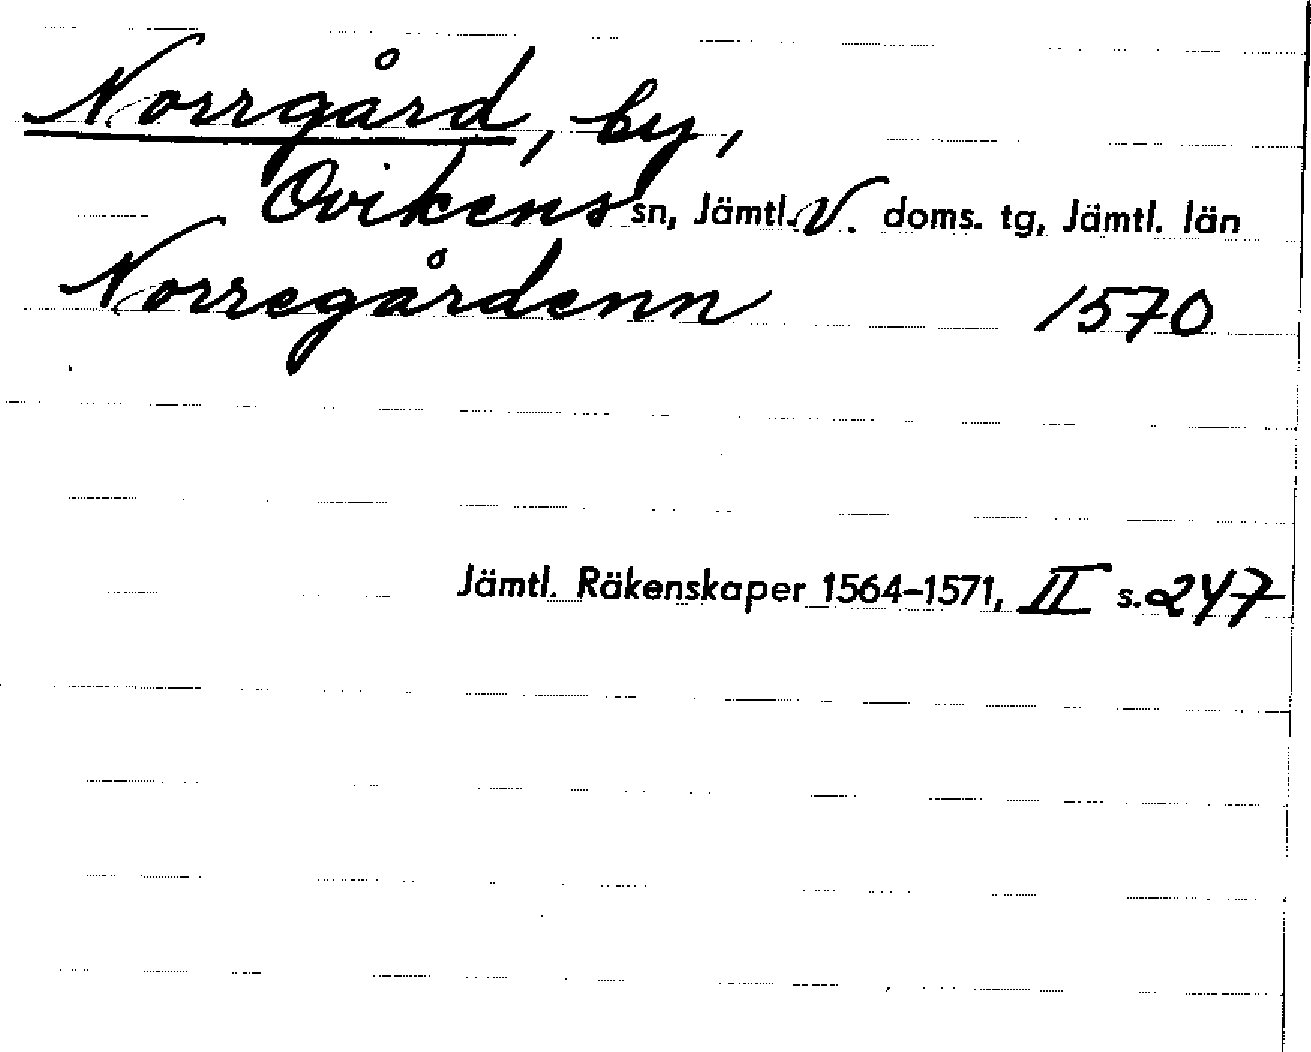 Norrgård, by,
Ovikens sn, Jämtl. V. doms. tg, Jämtl. län
Norregårdenn 1570
Jämtl. Räkenskaper 1564-1571, II s. 247